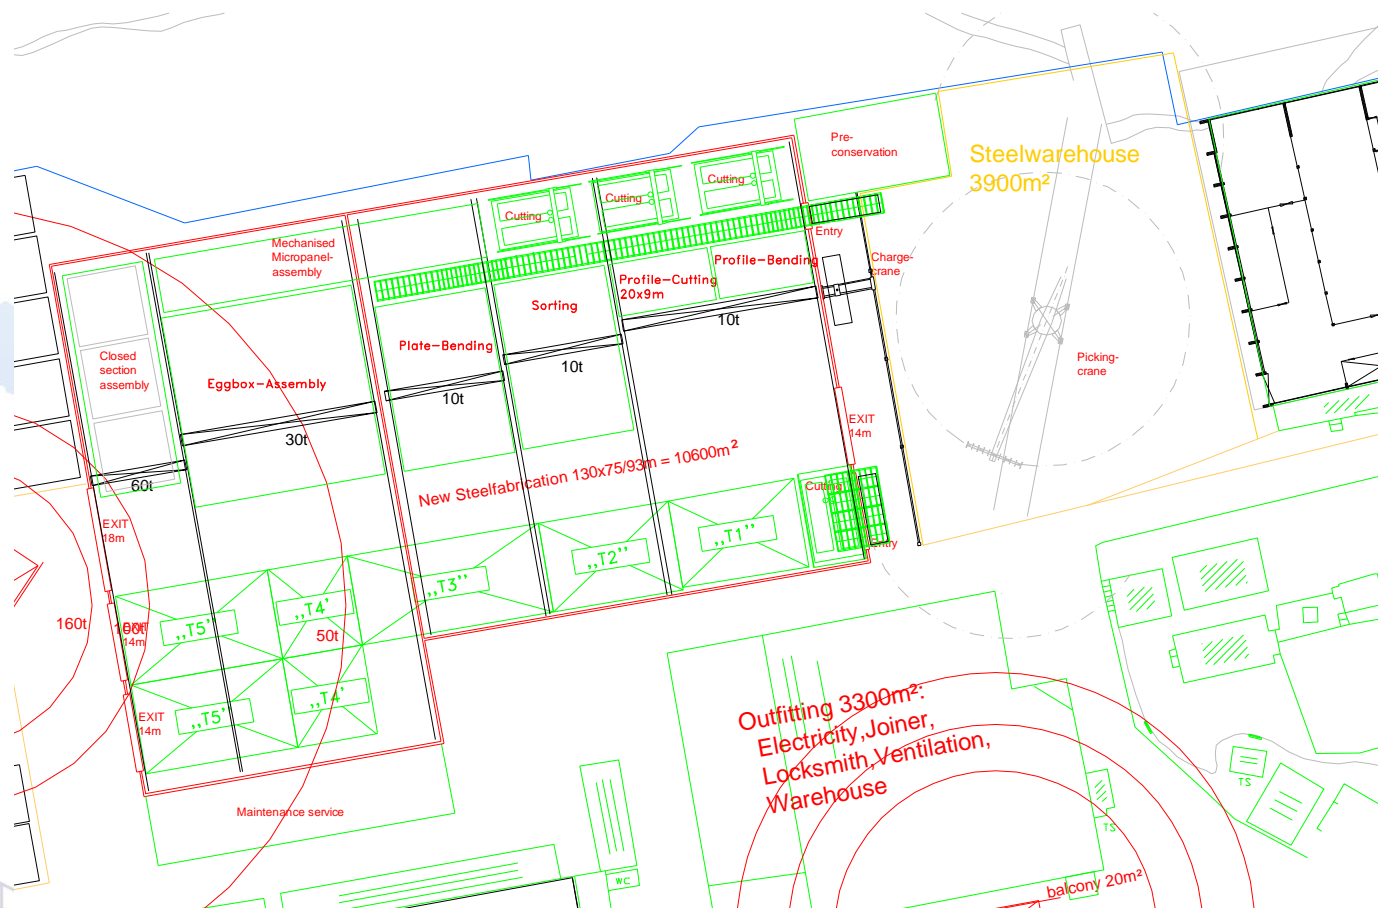 Pre-
conservation
Steelwarehouse
3900m²
Cutting
Cutting
Cutting
Mechanised
Micropanel-
assembly
Entry
Charge-
crane
Profile-Bending
Profile-Cutting
20x9m
Sorting
10t
Plate-Bending
10t
10t
Closed
section
assembly
Eggbox-Assembly
30t
60t
Picking-
crane
EXIT
14m
New Steelfabrication 130x75/93m = 10600m²
Cutting
Entry
EXIT
18m
,,T1''
,,T2''
,,T3''
,,T4'
,,T5'
160t
EXIT
14m
50t
,,T4'
,,T5'
EXIT
14m
Outfitting 3300m²:
Electricity,Joiner,
Locksmith,Ventilation,
Warehouse
Maintenance service
TS
TS
WC
balcony 20m²